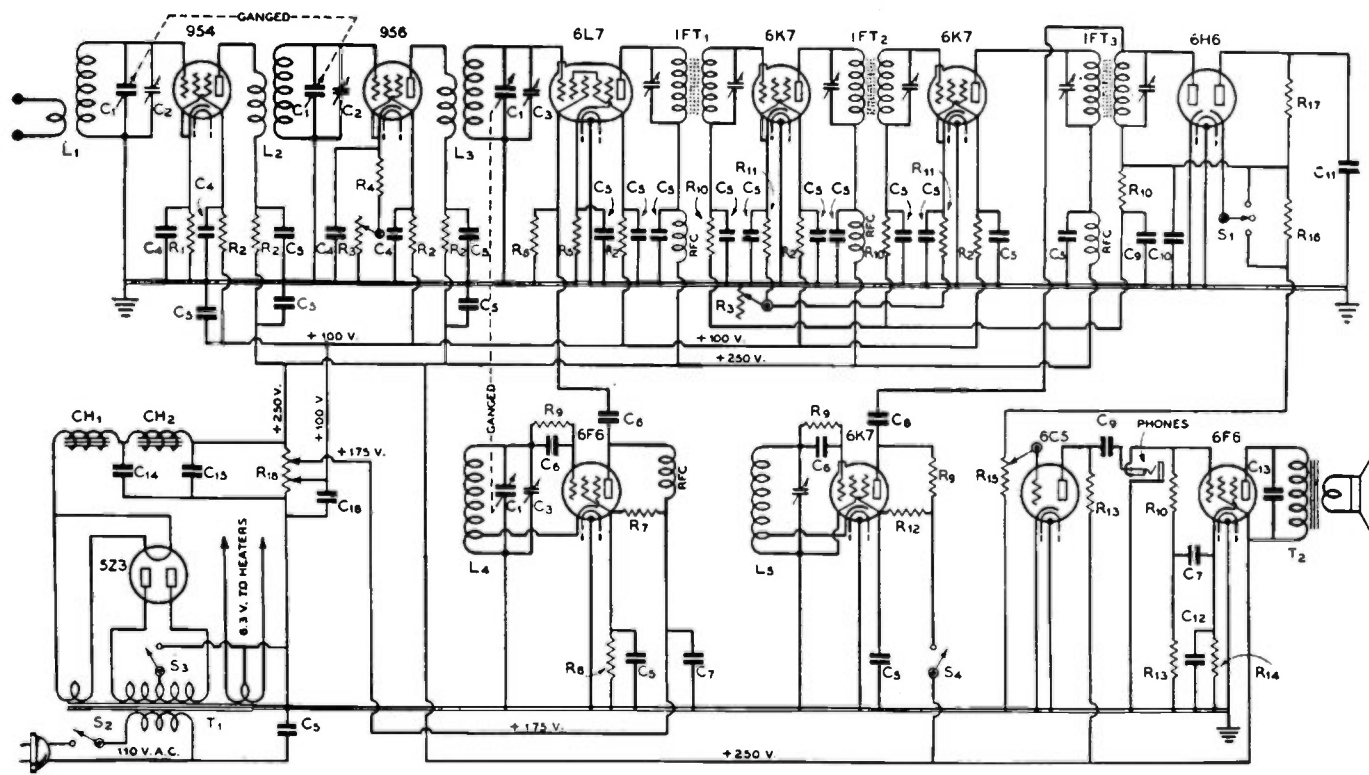 GANGED
954
956
6L7
IFT1
6K7
IFT2
6K7
IFT3
6H6
C1
C2
C1
C2
C1
C3
R17
L1
L2
L3
R4
C4
C5
C5
R10
C5
C5
R11
C5
C5
C5
C5
R11
R10
C11
C4
R1
R2
R2
C5
C4
R3
C4
R2
R2
C5
R6
R5
R2
RFC
R2
RFC
R10
R2
C5
C5
RFC
C9
C10
S1
R16
C5
C5
C5
R3
+100 V.
+100 V.
+250 V.
GANGED
CH1
CH2
+250 V.
+100 V.
+175 V.
C14
C15
R18
C18
R9
C6
C6
6F6
C1
C3
RFC
R7
L4
R9
C6
C8
6K7
R9
R12
L5
R15
6C5
C9
PHONES
R13
R10
6F6
C13
T2
C7
5Z3
6.3 V. TO HEATERS
S3
R8
C5
C7
C5
S4
C12
R13
R14
S2
T1
C5
110 V. A.C.
+175 V.
+250 V.